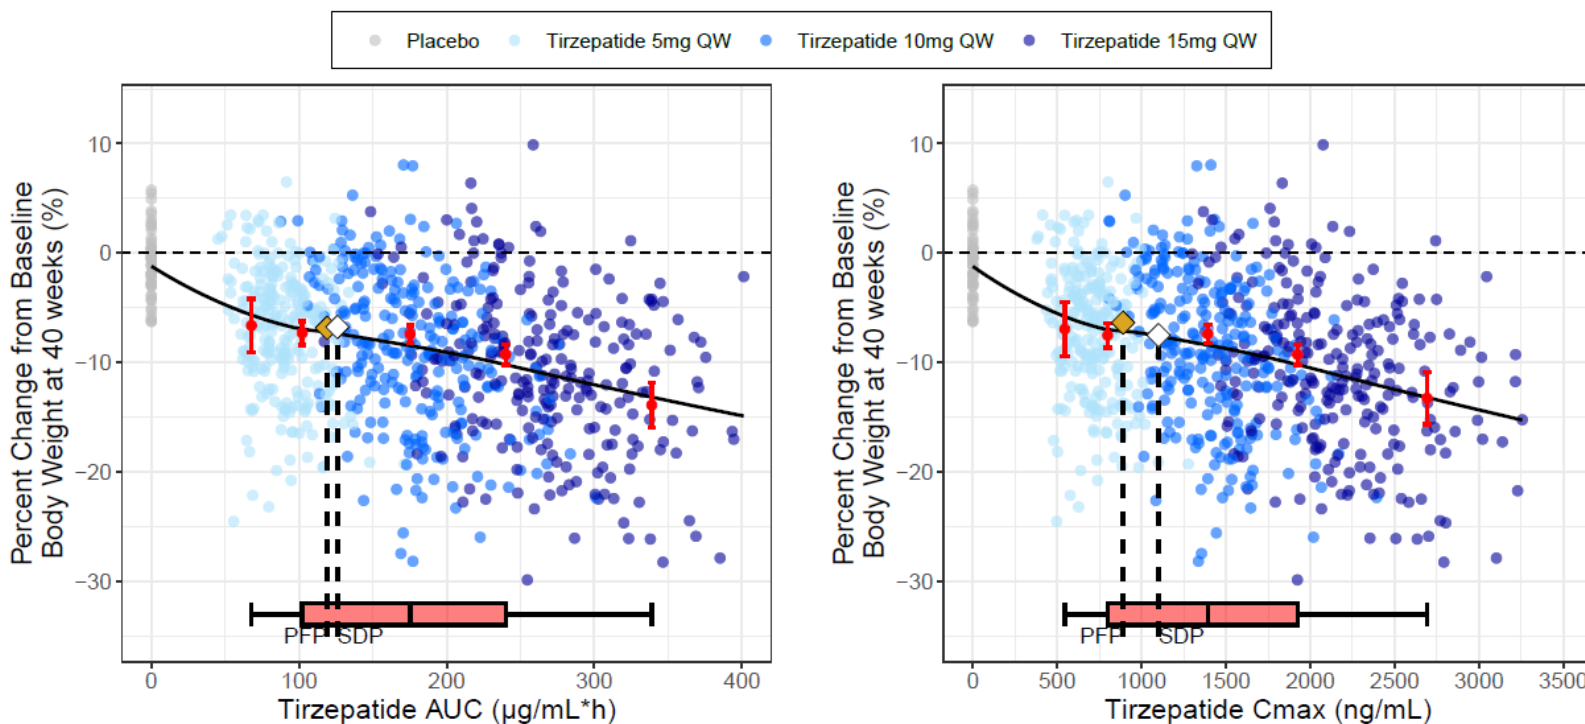 Placebo Tirzepatide 5mg QW Tirzepatide 10mg QW Tirzepatide 15mg QW
Percent Change from Baseline
Body Weight at 40 weeks (%)
10
0
−10
−20
−30
PFP SDP
0 100 200 300 400
Tirzepatide AUC (μg/mL*h)
Percent Change from Baseline
Body Weight at 40 weeks (%)
10
0
−10
−20
−30
PFP SDP
0 500 1000 1500 2000 2500 3000 3500
Tirzepatide Cmax (ng/mL)